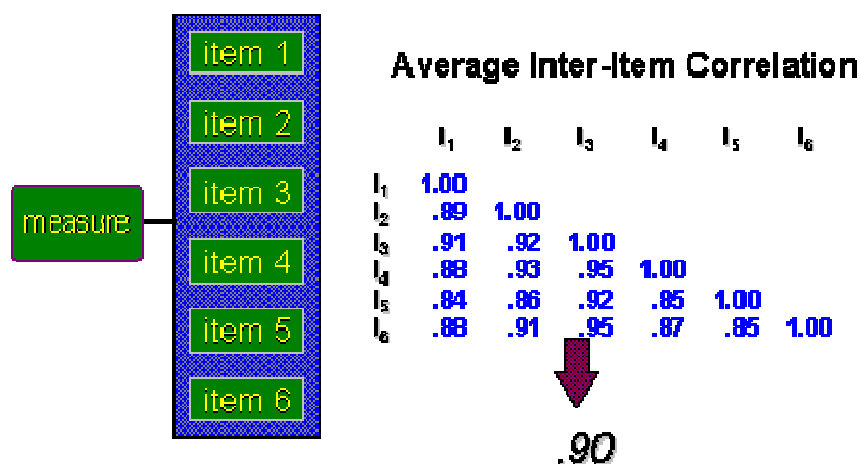 measure
item 1
item 2
item 3
item 4
item 5
item 6
Average Inter-Item Correlation
I₁ I₂ I₃ I₄ I₅ I₆
I₁ 1.00
I₂ .89 1.00
I₃ .91 .92 1.00
I₄ .88 .93 .95 1.00
I₅ .84 .86 .92 .85 1.00
I₆ .88 .91 .95 .87 .85 1.00
.90